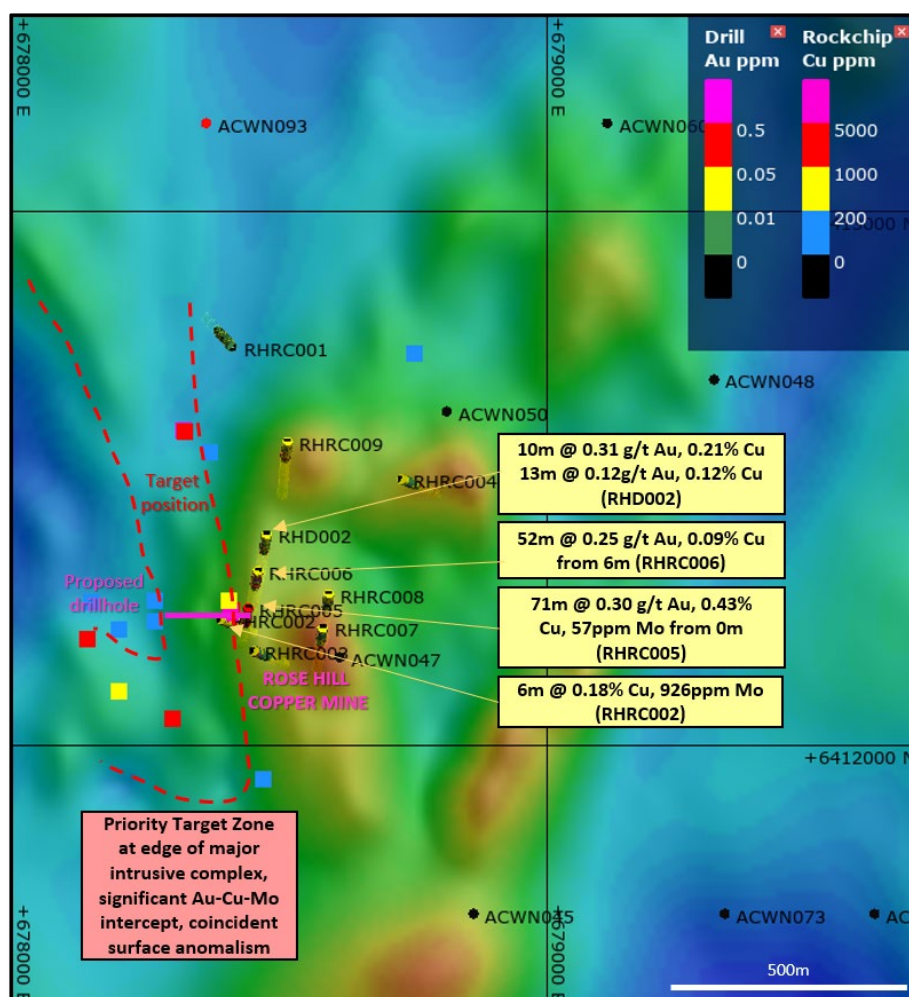 +678000 E
+679000 E
Drill
Au ppm
0.5
0.05
0.01
0
Rockchip
Cu ppm
5000
1000
200
0
ACWN093
ACWN060
RHRC001
ACWN048
ACWN050
RHRC009
RHRC004
10m @ 0.31 g/t Au, 0.21% Cu
13m @ 0.12g/t Au, 0.12% Cu
(RHD002)
Target
position
RHD002
52m @ 0.25 g/t Au, 0.09% Cu
from 6m (RHRC006)
RHRC006
Proposed
drillhole
RHRC008
RHRC005
71m @ 0.30 g/t Au, 0.43%
Cu, 57ppm Mo from 0m
(RHRC005)
RHRC002
RHRC007
RHRC003
ACWN047
ROSE HILL
COPPER MINE
6m @ 0.18% Cu, 926ppm Mo
(RHRC002)
+6412000 N
Priority Target Zone
at edge of major
intrusive complex,
significant Au-Cu-Mo
intercept, coincident
surface anomalism
ACWN045
ACWN073
AC
+678000 E
+679000 E
500m